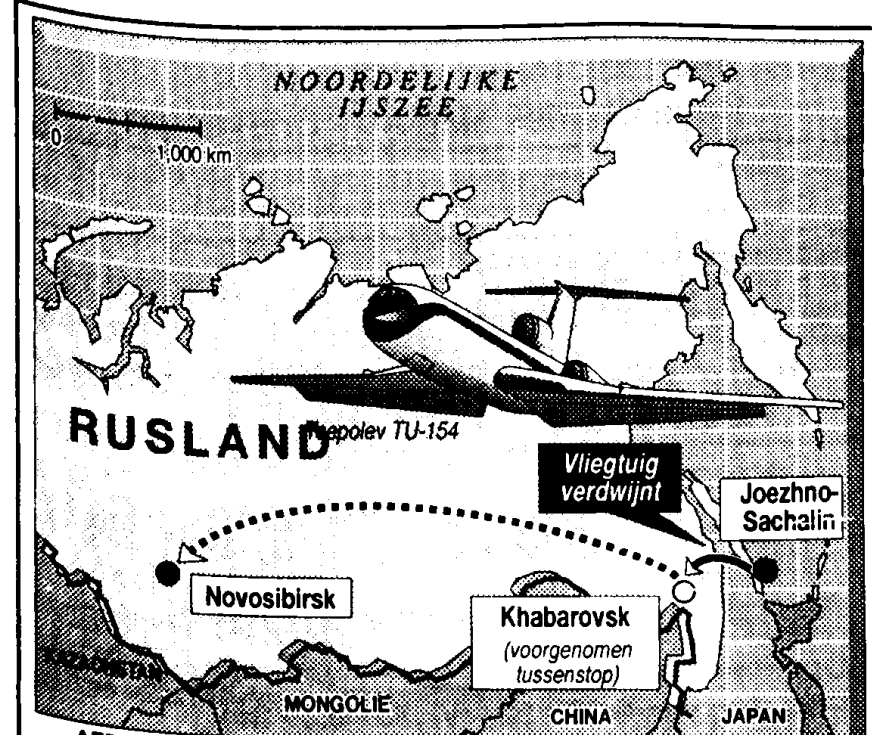 NOORDELIJKE
IJSZEE
0
1.000 km
RUSLAND
TU-154
Vliegtuig
verdwijnt
Joezhno-
Sachalin
Novosibirsk
Khabarovsk
(voorgenomen
tussenstop)
KAZACHSTAN
MONGOLIE
CHINA
JAPAN